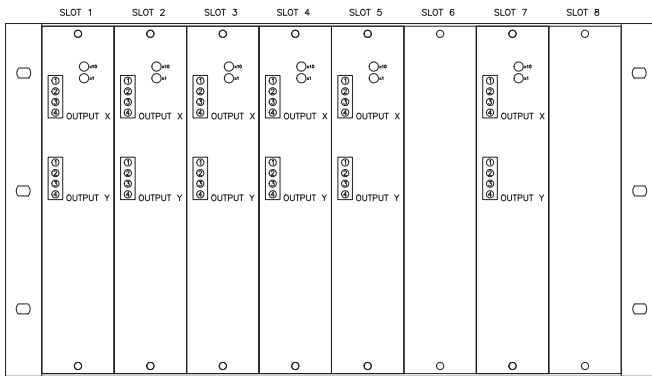 SLOT 1 SLOT 2 SLOT 3 SLOT 4 SLOT 5 SLOT 6 SLOT 7 SLOT 8
x10 x10 x10 x10 x10 x10
x1 x1 x1 x1 x1 x1
1 1 1 1 1 1
2 2 2 2 2 2
3 3 3 3 3 3
4 OUTPUT X 4 OUTPUT X 4 OUTPUT X 4 OUTPUT X 4 OUTPUT X 4 OUTPUT X
1 1 1 1 1 1
2 2 2 2 2 2
3 3 3 3 3 3
4 OUTPUT Y 4 OUTPUT Y 4 OUTPUT Y 4 OUTPUT Y 4 OUTPUT Y 4 OUTPUT Y